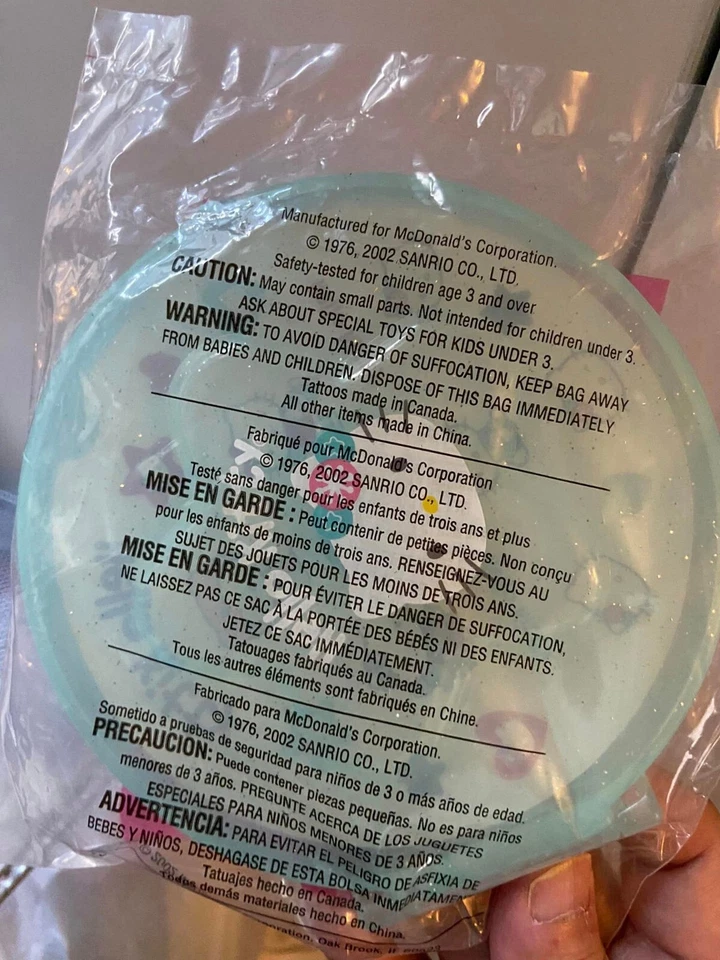 Manufactured for McDonald's Corporation.
© 1976, 2002 SANRIO CO., LTD.
Safety-tested for children age 3 and over
CAUTION: May contain small parts. Not intended for children under 3.
ASK ABOUT SPECIAL TOYS FOR KIDS UNDER 3.
WARNING: TO AVOID DANGER OF SUFFOCATION, KEEP BAG AWAY
FROM BABIES AND CHILDREN. DISPOSE OF THIS BAG IMMEDIATELY
Tattoos made in Canada.
All other items made in China.
Fabriqué pour McDonald's Corporation
© 1976, 2002 SANRIO CO., LTD.
Testé sans danger pour les enfants de trois ans et plus
MISE EN GARDE : Peut contenir de petites pièces. Non conçu
pour les enfants de moins de trois ans. RENSEIGNEZ-VOUS AU
SUJET DES JOUETS POUR LES MOINS DE TROIS ANS.
MISE EN GARDE : POUR ÉVITER LE DANGER DE SUFFOCATION,
NE LAISSEZ PAS CE SAC À LA PORTÉE DES BÉBÉS NI DES ENFANTS.
JETEZ CE SAC IMMÉDIATEMENT.
Tatouages fabriqués au Canada.
Tous les autres éléments sont fabriqués en Chine.
Fabricado para McDonald's Corporation.
© 1976, 2002 SANRIO CO., LTD.
Sometido a pruebas de seguridad para niños de 3 o más años de edad.
PRECAUCION: Puede contener piezas pequeñas. No es para niños
menores de 3 años. PREGUNTE ACERCA DE LOS JUGUETES
ESPECIALES PARA NIÑOS MENORES DE 3 AÑOS.
ADVERTENCIA: PARA EVITAR EL PELIGRO DE ASFIXIA DE
BEBES Y NIÑOS, DESHAGASE DE ESTA BOLSA
Tatuajes hecho en Canada.
Todos demás materiales hecho en China.
Oak Brook, IL